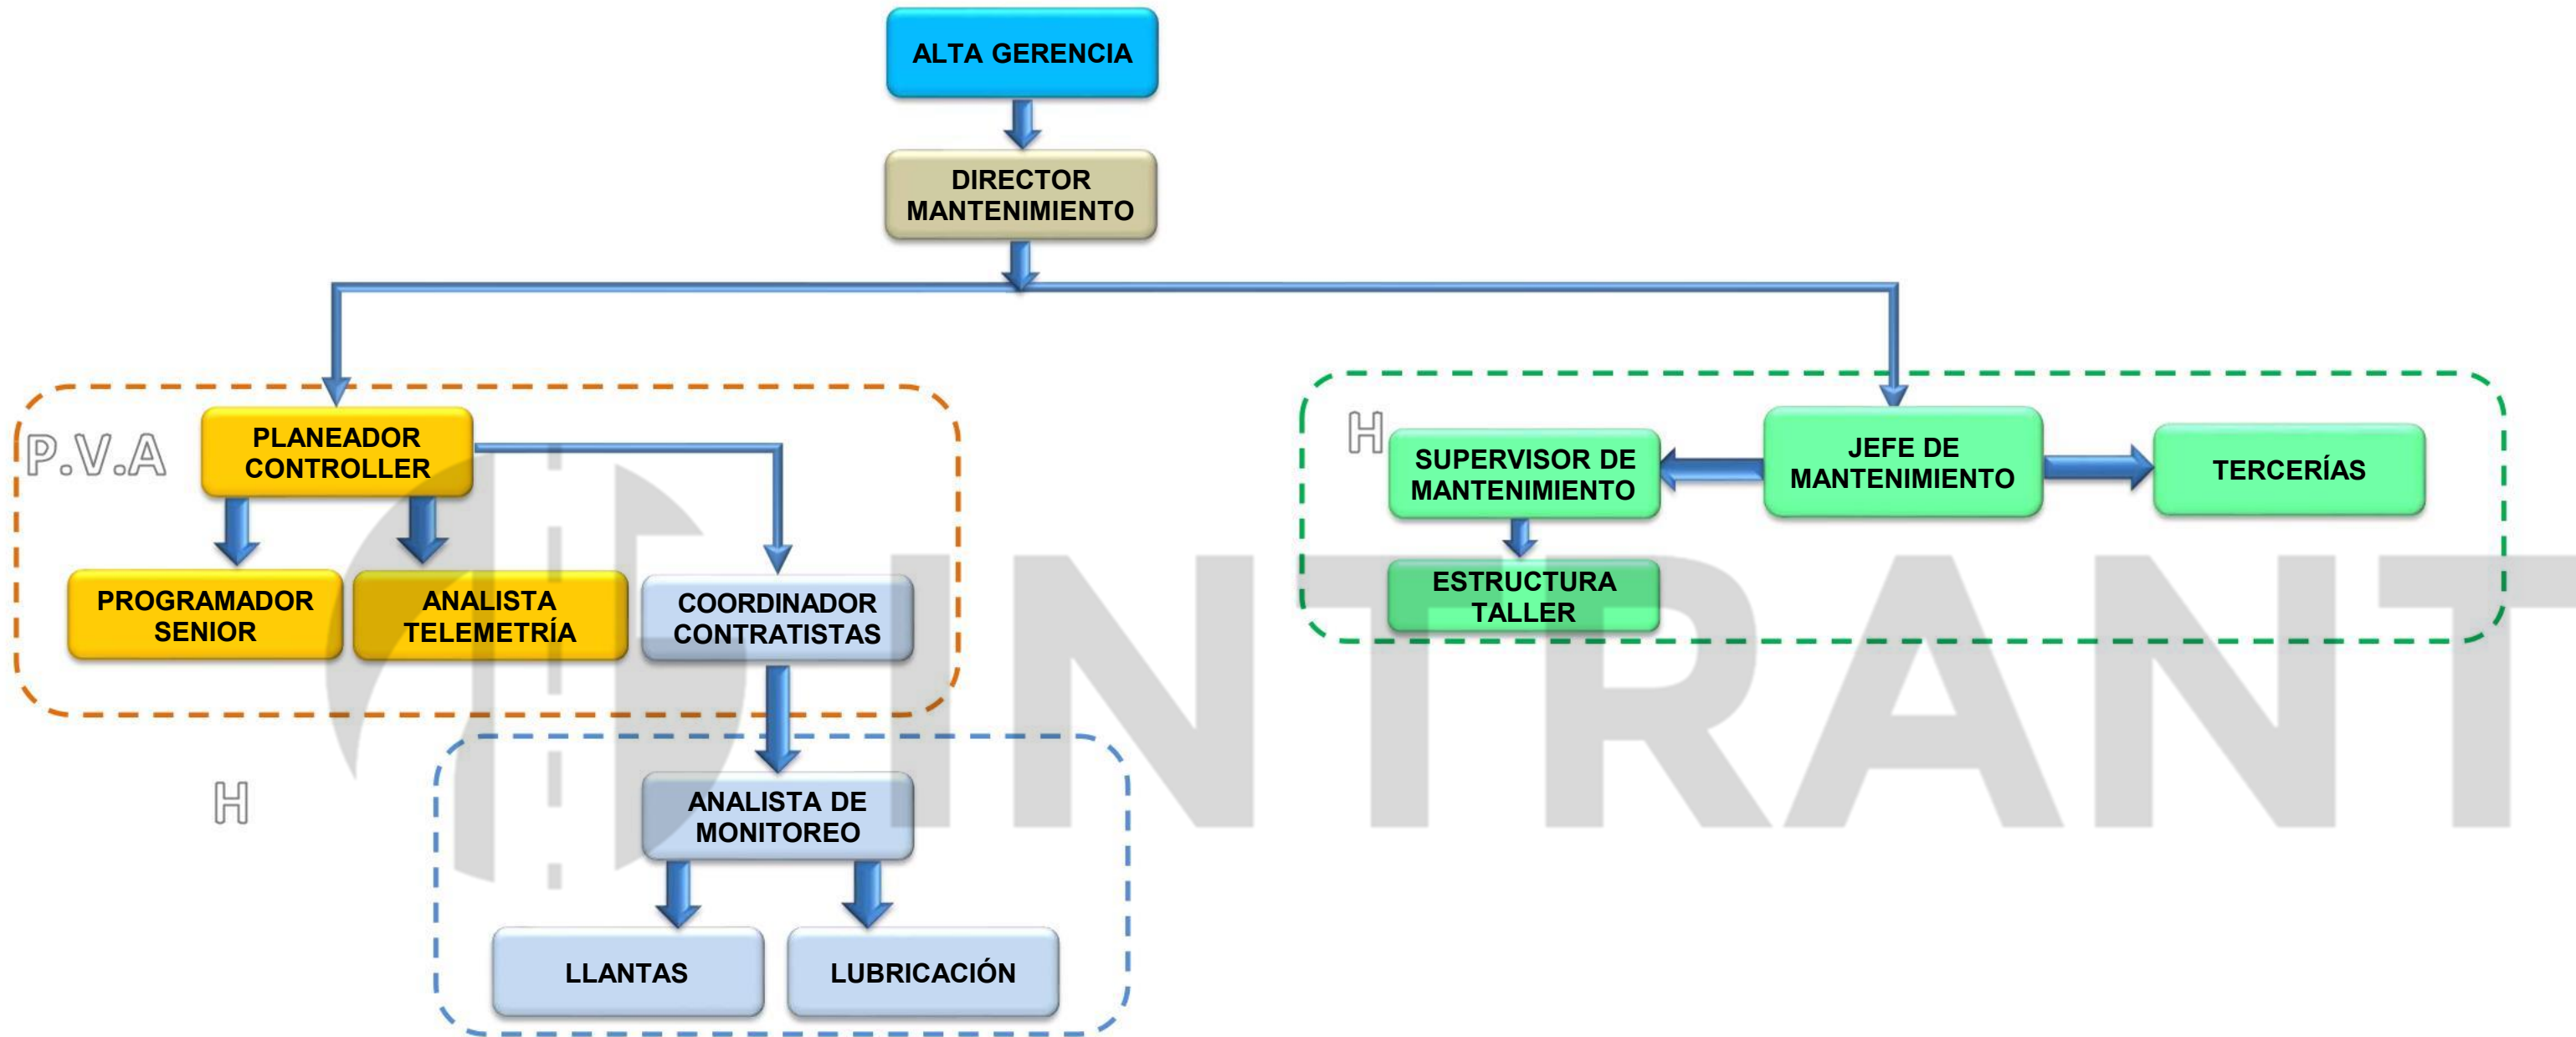 ALTA GERENCIA
DIRECTOR
MANTENIMIENTO
P.V.A
PLANEADOR
CONTROLLER
PROGRAMADOR
SENIOR
ANALISTA
TELEMETRÍA
COORDINADOR
CONTRATISTAS
H
SUPERVISOR DE
MANTENIMIENTO
JEFE DE
MANTENIMIENTO
TERCERÍAS
ESTRUCTURA
TALLER
INTRANT
H
ANALISTA DE
MONITOREO
LLANTAS
LUBRICACIÓN